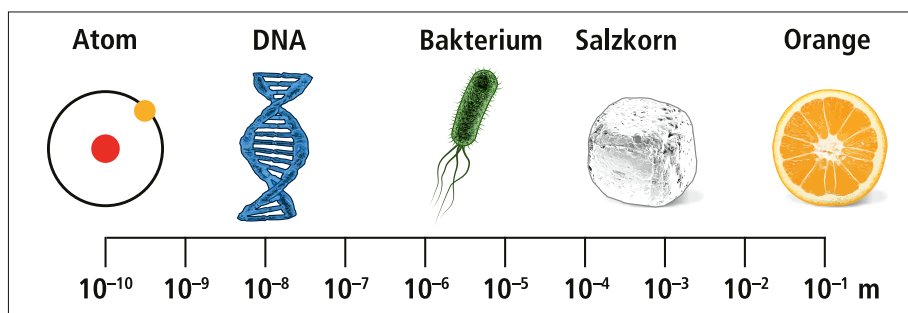 Atom DNA Bakterium Salzkorn Orange
10⁻¹⁰ 10⁻⁹ 10⁻⁸ 10⁻⁷ 10⁻⁶ 10⁻⁵ 10⁻⁴ 10⁻³ 10⁻² 10⁻¹ m